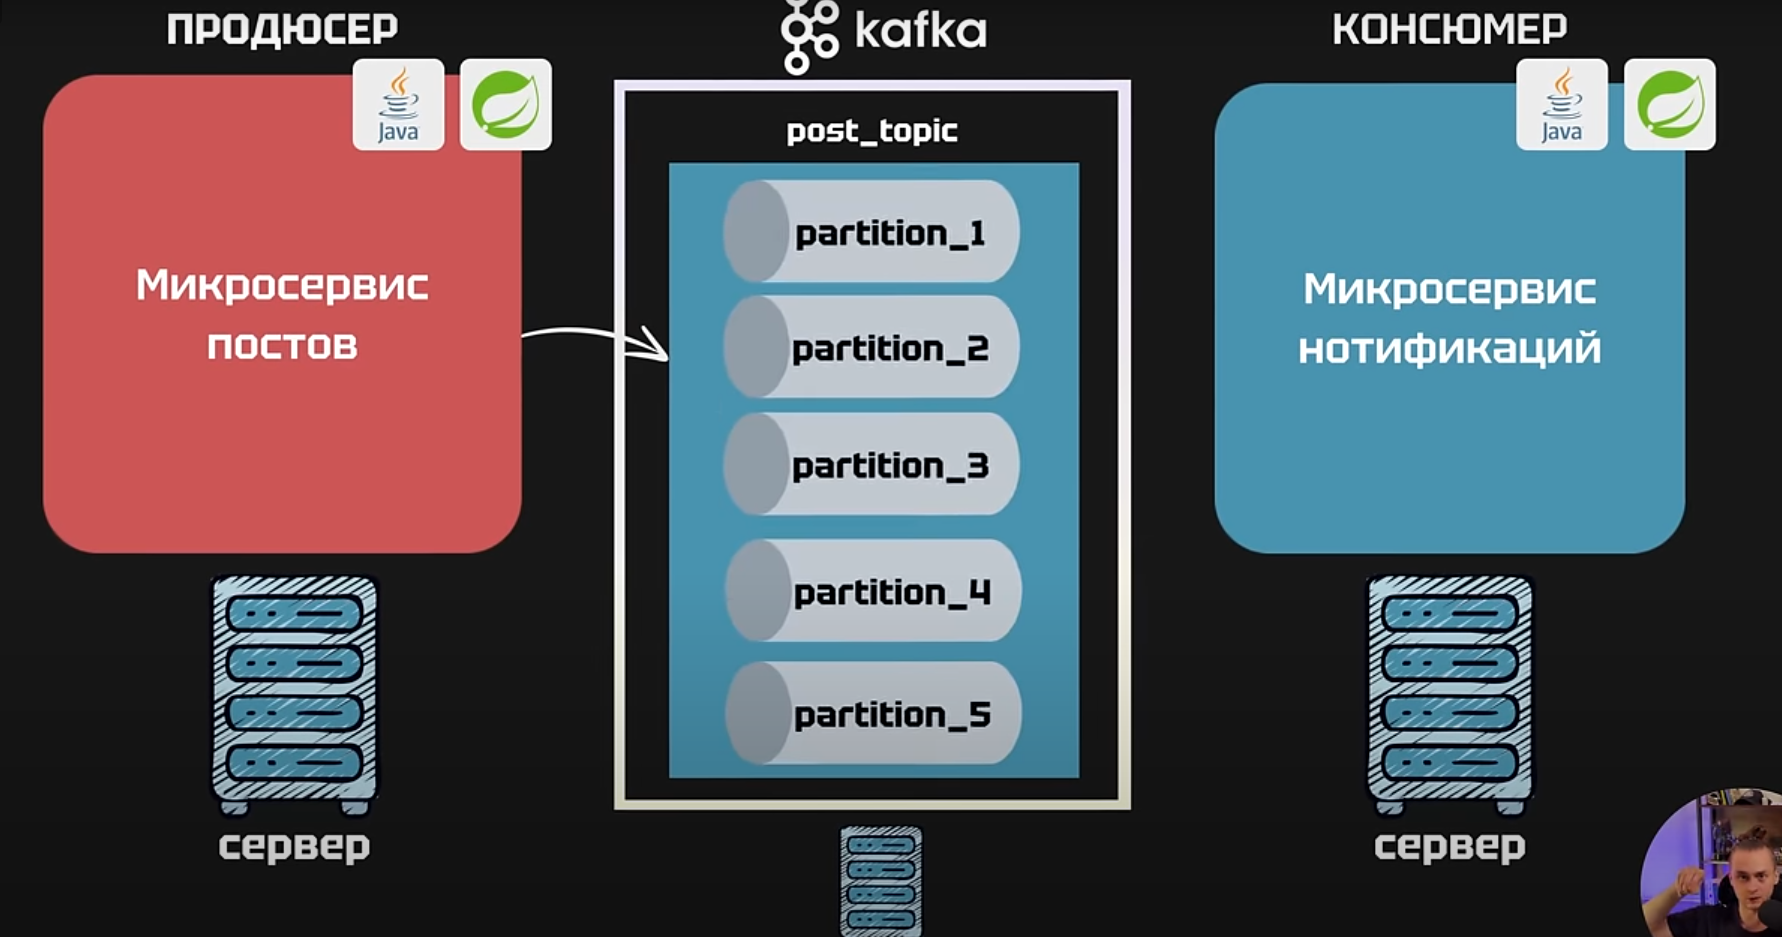 ПРОДЮСЕР
kafka
КОНСЮМЕР
Java
Java
post_topic
partition_1
partition_2
partition_3
partition_4
partition_5
Микросервис
постов
Микросервис
нотификаций
сервер
сервер